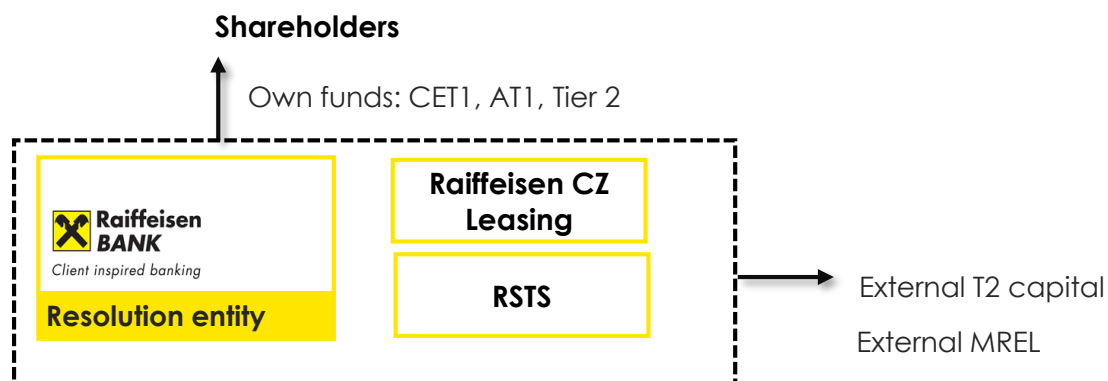 Shareholders
Own funds: CET1, AT1, Tier 2
Raiffeisen
BANK
Client inspired banking
Resolution entity
Raiffeisen CZ
Leasing
RSTS
External T2 capital
External MREL